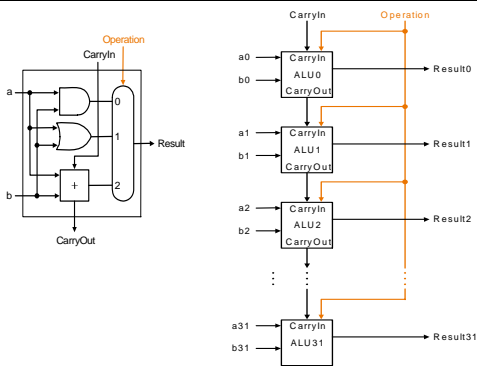 Operation
CarryIn
a
0
1
Result
2
+
b
CarryOut
CarryIn Operation
a0
CarryIn
ALU0
Result0
b0
CarryOut
a1
CarryIn
ALU1
Result1
b1
CarryOut
a2
CarryIn
ALU2
Result2
b2
CarryOut
a31
CarryIn
ALU31
Result31
b31